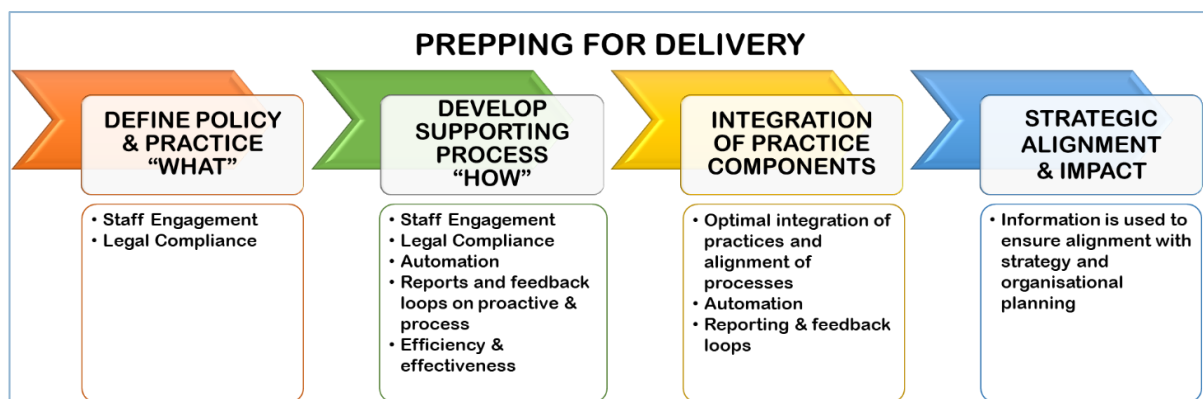 PREPPING FOR DELIVERY
DEFINE POLICY
& PRACTICE
“WHAT”
• Staff Engagement
• Legal Compliance
DEVELOP
SUPPORTING
PROCESS
“HOW”
• Staff Engagement
• Legal Compliance
• Automation
• Reports and feedback
loops on proactive &
process
• Efficiency &
effectiveness
INTEGRATION
OF PRACTICE
COMPONENTS
• Optimal integration of
practices and
alignment of
processes
• Automation
• Reporting & feedback
loops
STRATEGIC
ALIGNMENT
& IMPACT
• Information is used to
ensure alignment with
strategy and
organisational
planning